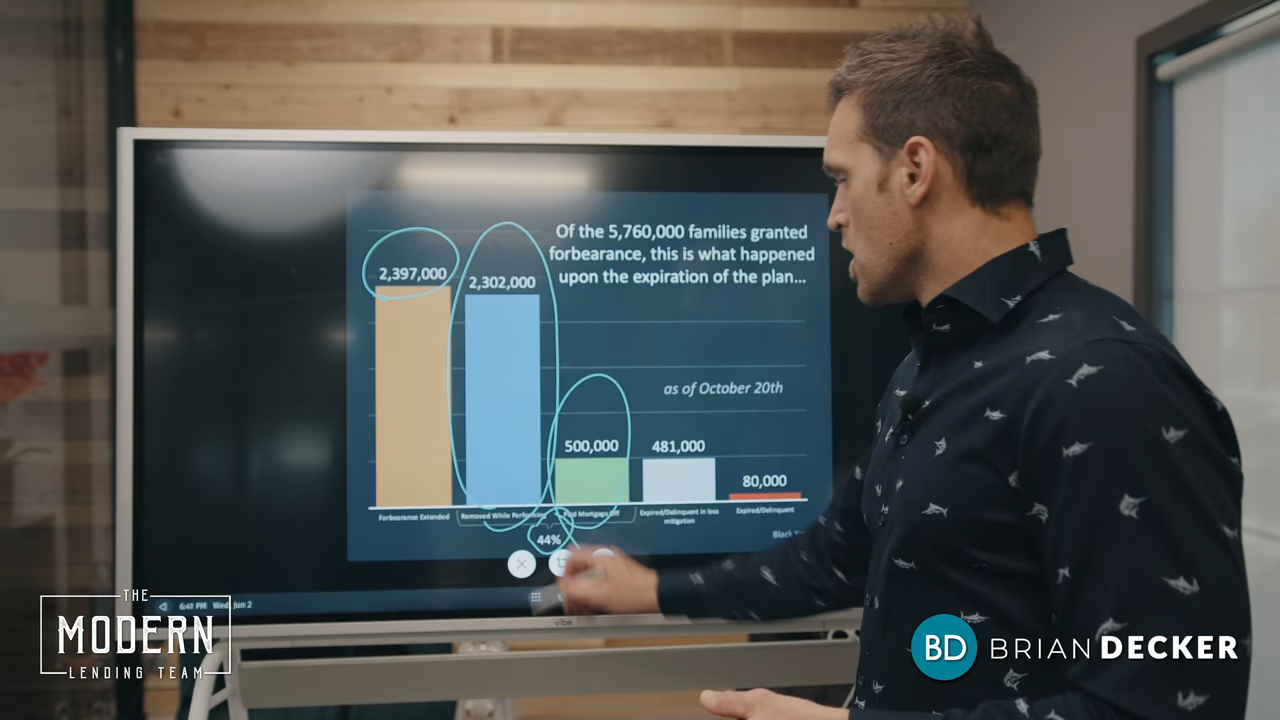 Of the 5,760,000 families granted
forbearance, this is what happened
upon the expiration of the plan...
as of October 20th
2,397,000
2,302,000
500,000
481,000
80,000
Forbearance Extended
Removed While Performing
Paid Mortgage Off
Expired/Delinquent in loss
mitigation
Expired/Delinquent
44%
Black
6:41 PM Wed, Jun 2
vibe
THE
MODERN
LENDING TEAM
BD BRIAN DECKER